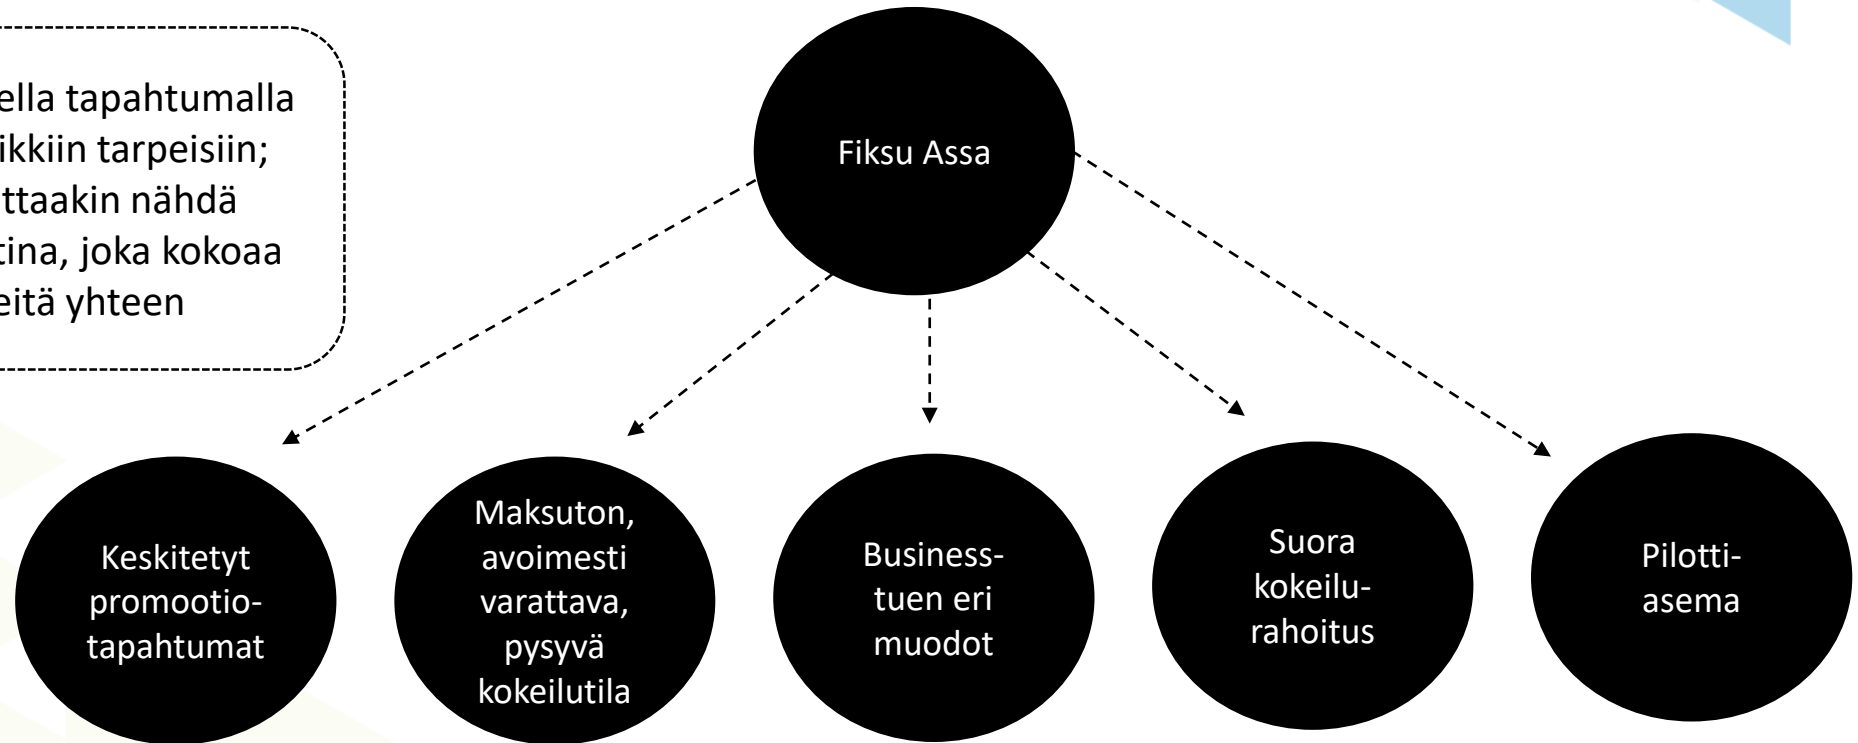 ella tapahtumalla
ikkiin tarpeisiin;
ttaakin nähdä
tina, joka kokoaa
eitä yhteen
Fiksu Assa
Keskitetyt
promootio-
tapahtumat
Maksuton,
avoimesti
varattava,
pysyvä
kokeilutila
Business-
tuen eri
muodot
Suora
kokeilu-
rahoitus
Pilotti-
asema